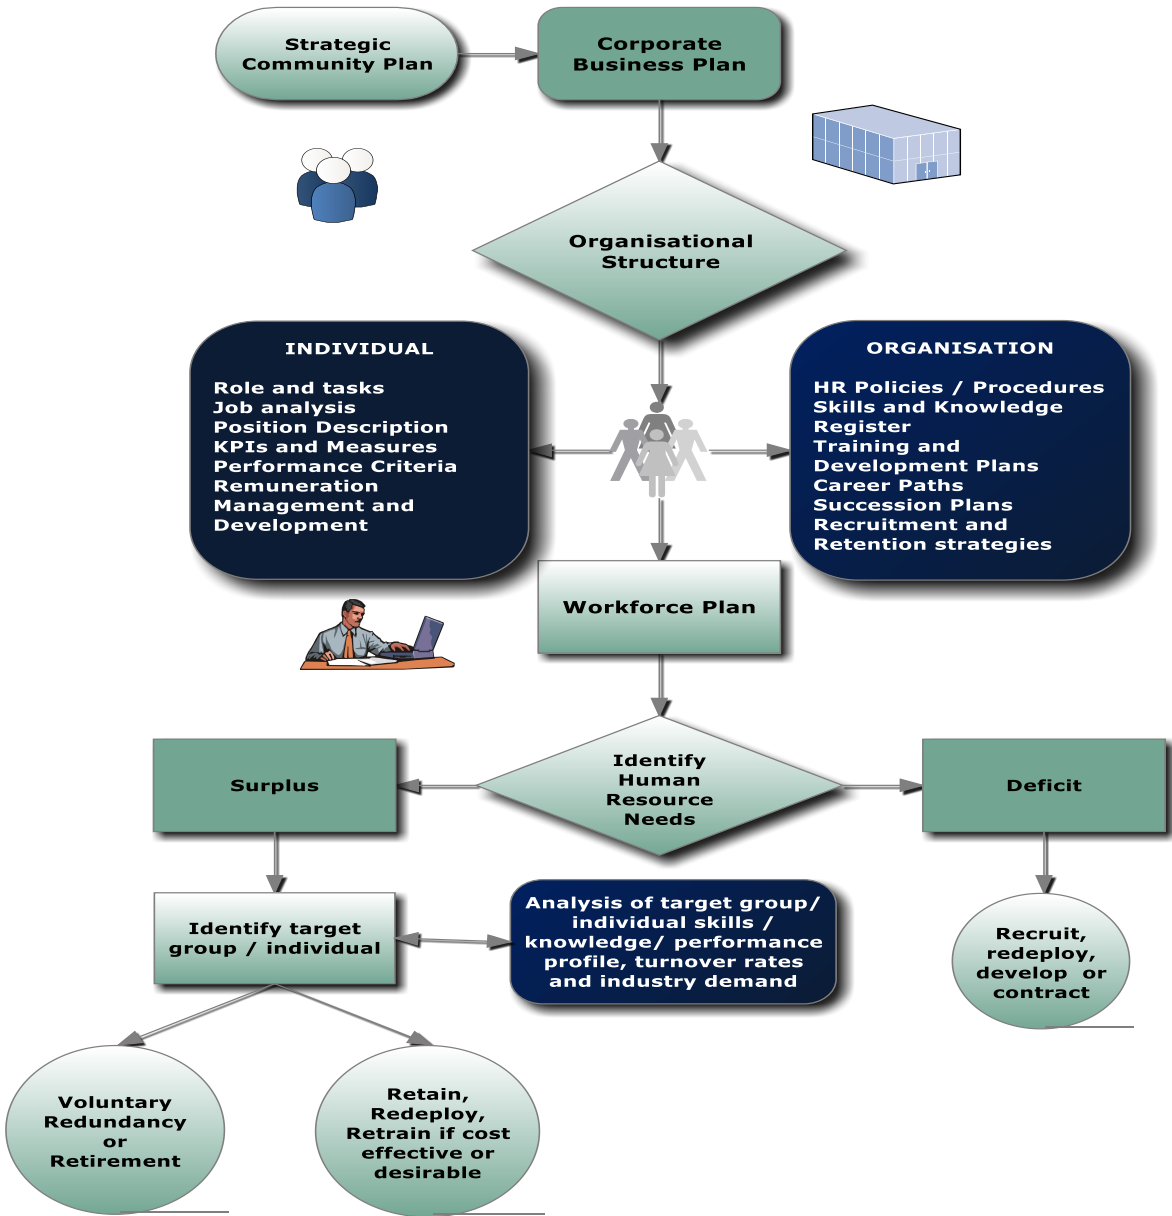 Strategic
Community Plan
Corporate
Business Plan
Organisational
Structure
INDIVIDUAL
Role and tasks
Job analysis
Position Description
KPIs and Measures
Performance Criteria
Remuneration
Management and
Development
ORGANISATION
HR Policies / Procedures
Skills and Knowledge
Register
Training and
Development Plans
Career Paths
Succession Plans
Recruitment and
Retention strategies
Workforce Plan
Identify
Human
Resource
Needs
Surplus
Deficit
Identify target
group / individual
Analysis of target group/
individual skills /
knowledge/ performance
profile, turnover rates
and industry demand
Recruit,
redeploy,
develop  or
contract
Voluntary
Redundancy
or
Retirement
Retain,
Redeploy,
Retrain if cost
effective or
desirable